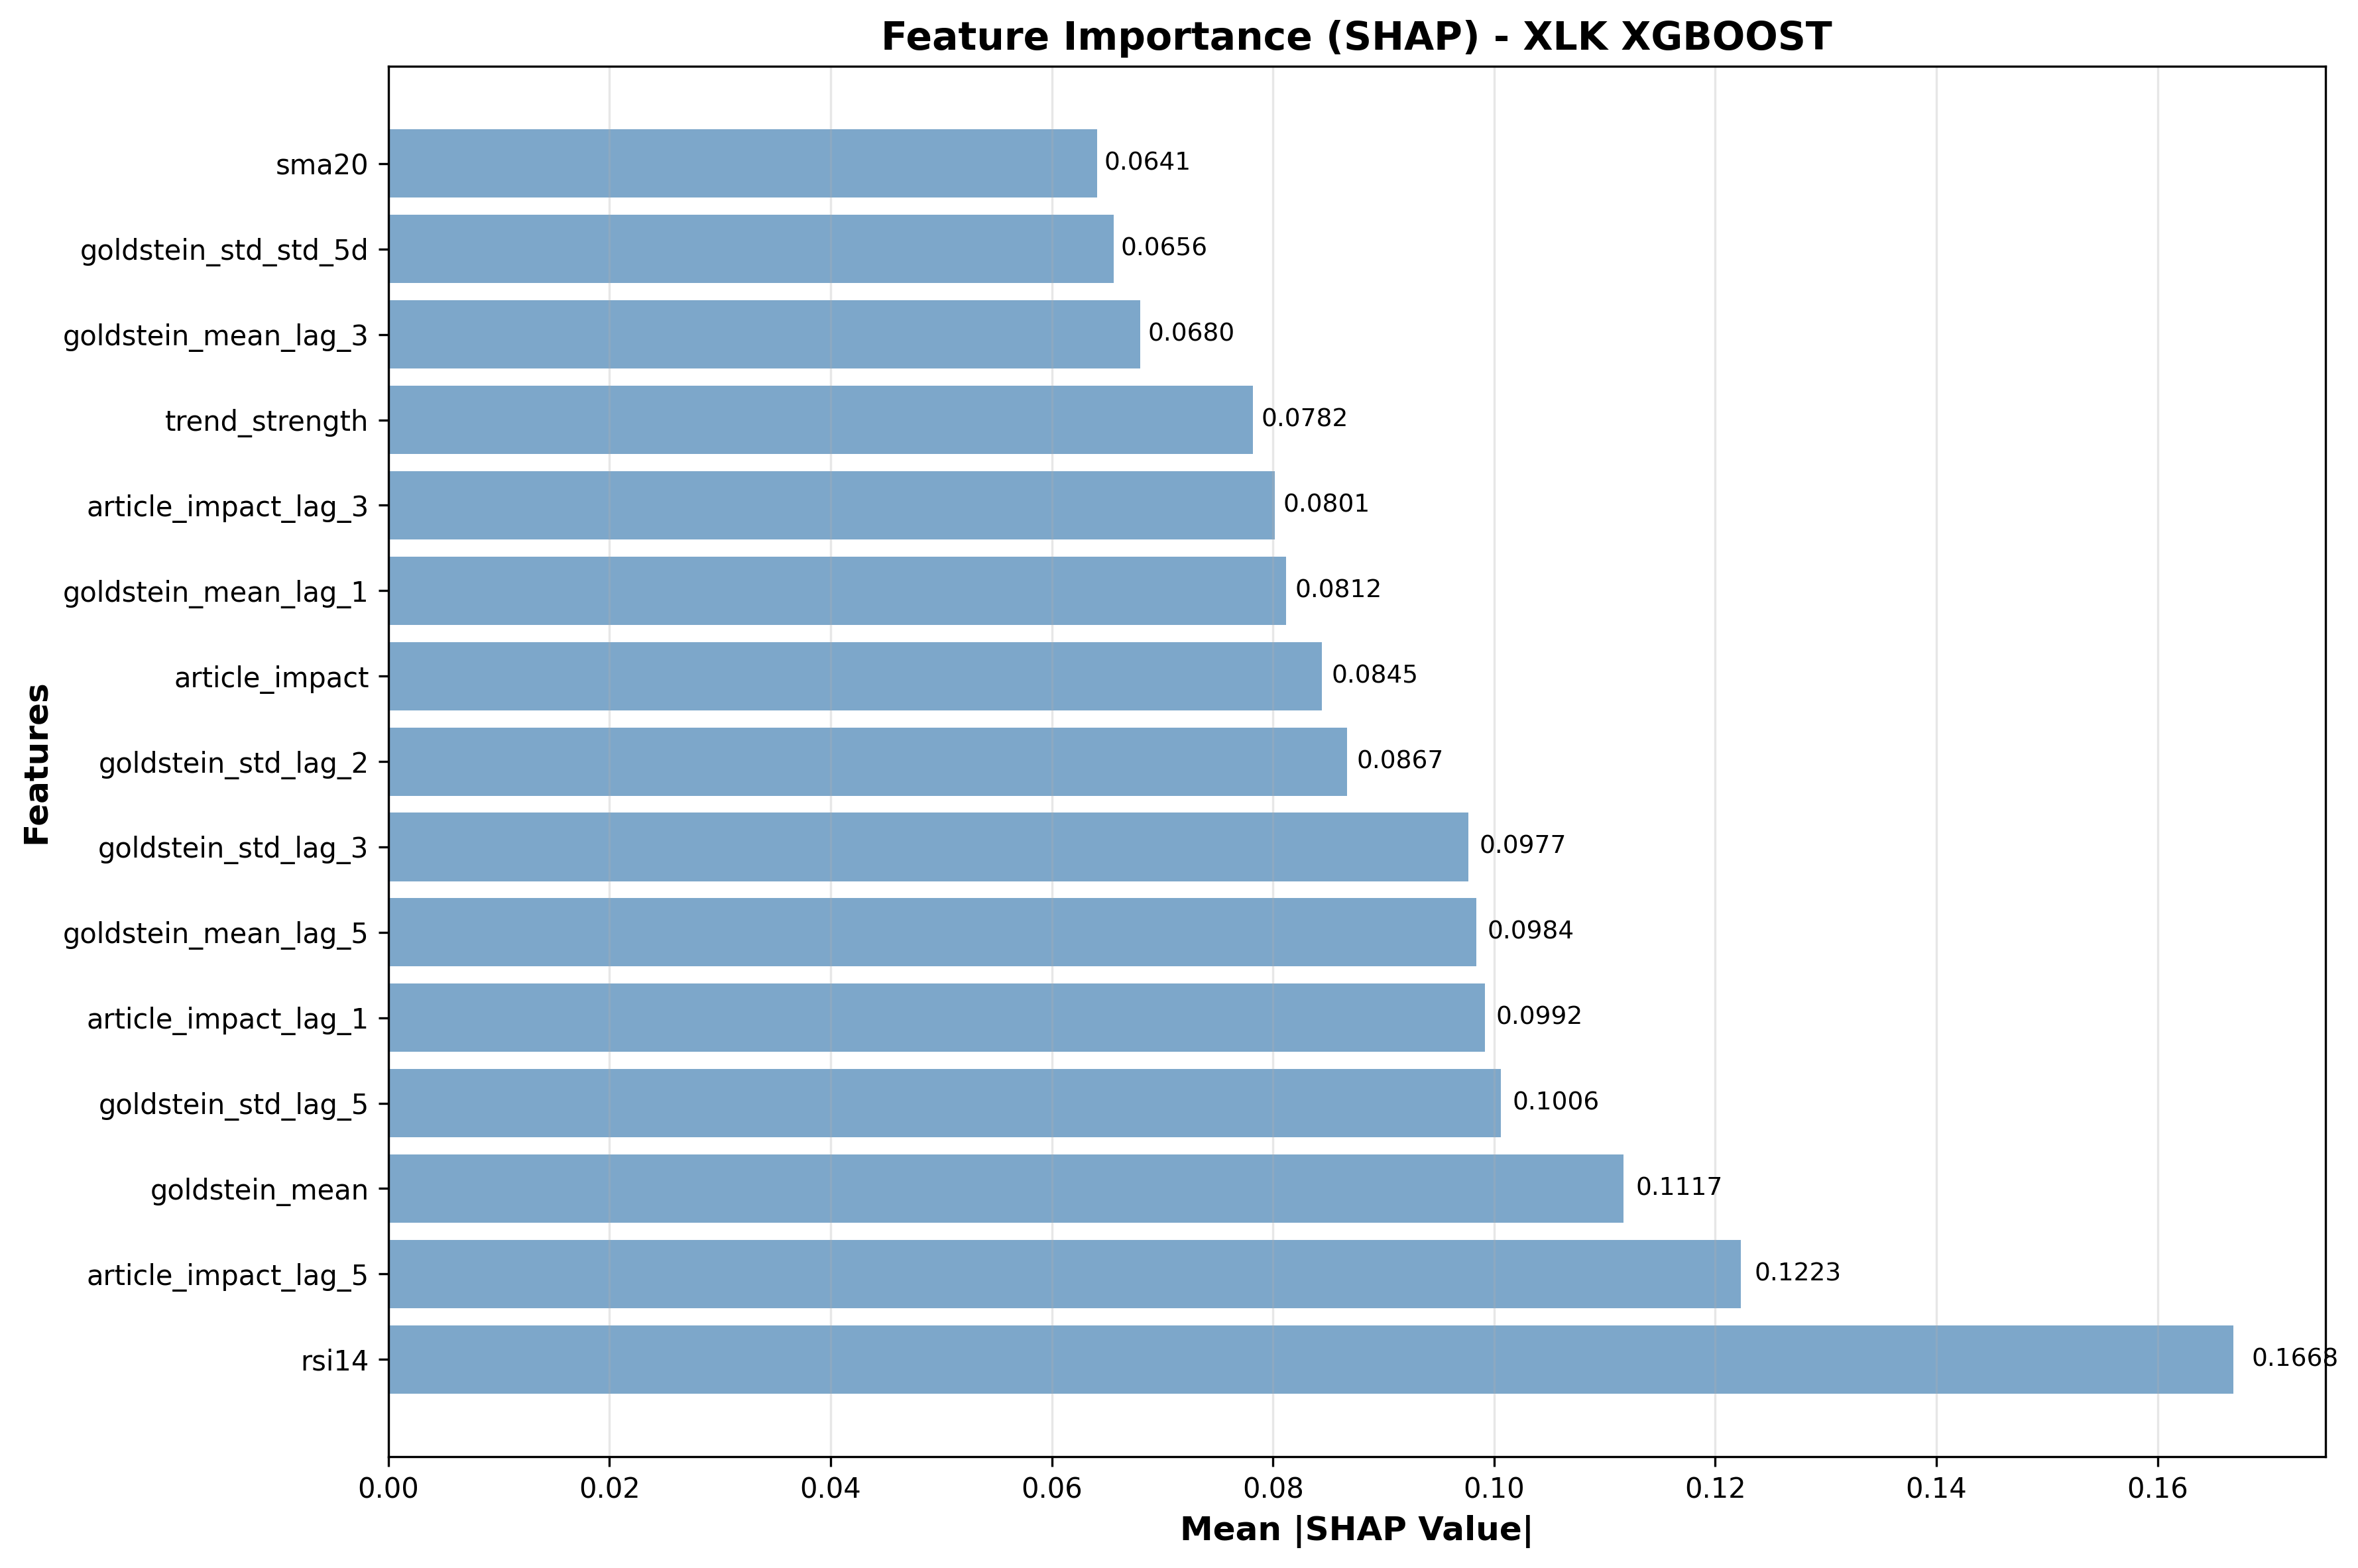 Feature Importance (SHAP) - XLK XGBOOST
Features
sma20 0.0641
goldstein_std_std_5d 0.0656
goldstein_mean_lag_3 0.0680
trend_strength 0.0782
article_impact_lag_3 0.0801
goldstein_mean_lag_1 0.0812
article_impact 0.0845
goldstein_std_lag_2 0.0867
goldstein_std_lag_3 0.0977
goldstein_mean_lag_5 0.0984
article_impact_lag_1 0.0992
goldstein_std_lag_5 0.1006
goldstein_mean 0.1117
article_impact_lag_5 0.1223
rsi14 0.1668
0.00 0.02 0.04 0.06 0.08 0.10 0.12 0.14 0.16
Mean |SHAP Value|